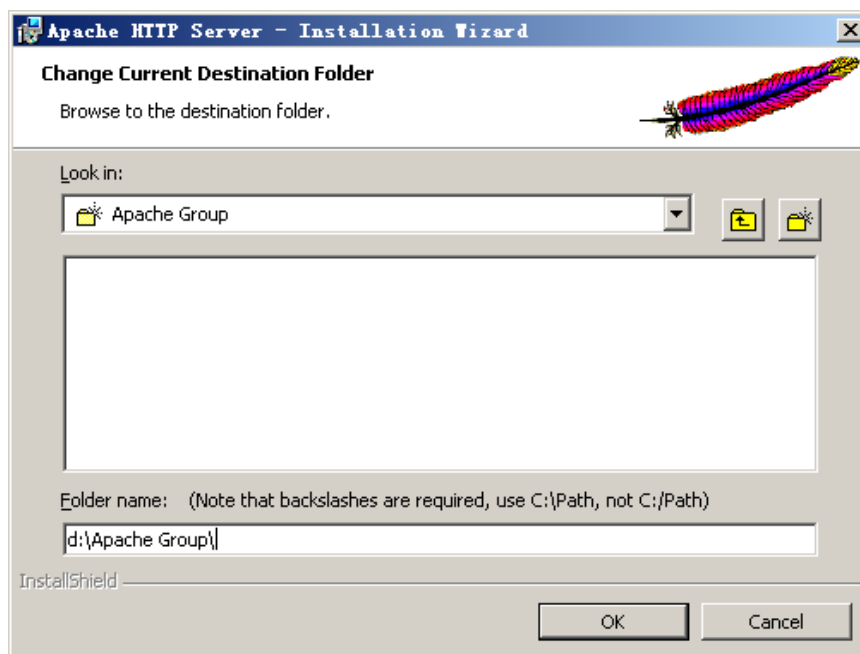 Apache HTTP Server - Installation Wizard
Change Current Destination Folder
Browse to the destination folder.
Look in:
Apache Group
Folder name: (Note that backslashes are required, use C:\Path, not C:/Path)
d:\Apache Group\
InstallShield
OK Cancel